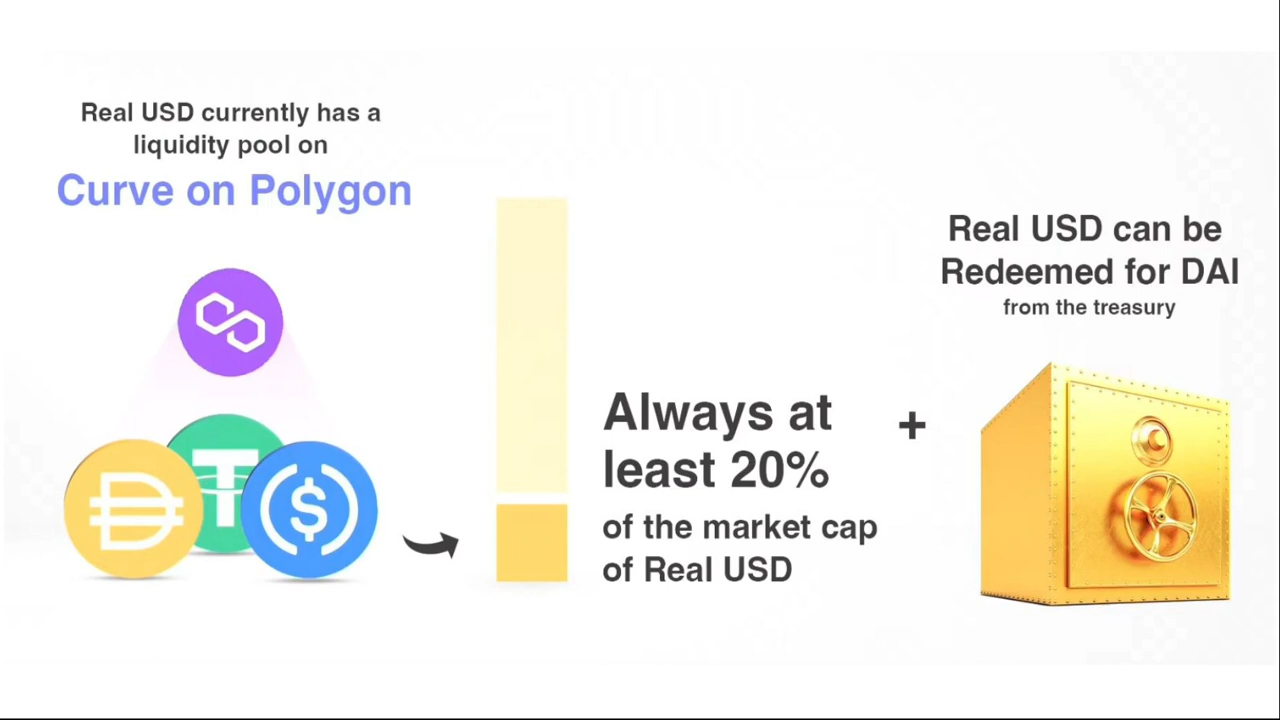 Real USD currently has a
liquidity pool on
Curve on Polygon
Always at
least 20%
of the market cap
of Real USD
+
Real USD can be
Redeemed for DAI
from the treasury